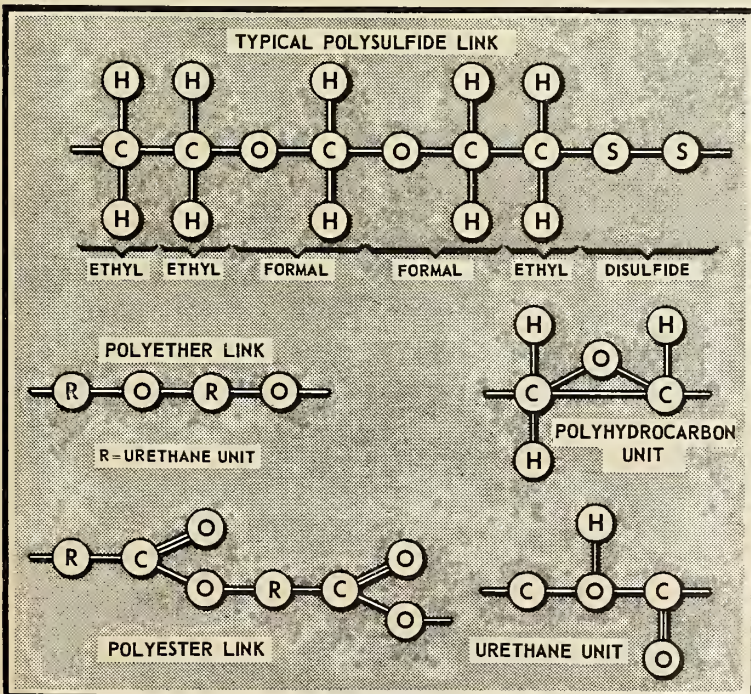 TYPICAL POLYSULFIDE LINK
H H H H H
C C O C O C C S S
H H H H H
ETHYL ETHYL FORMAL FORMAL ETHYL DISULFIDE
POLYETHER LINK
R O R O
R=URETHANE UNIT
H H
O
C C
H
POLYHYDROCARBON
UNIT
O O
R C
O R C
O
POLYESTER LINK
H
C O C
O
URETHANE UNIT